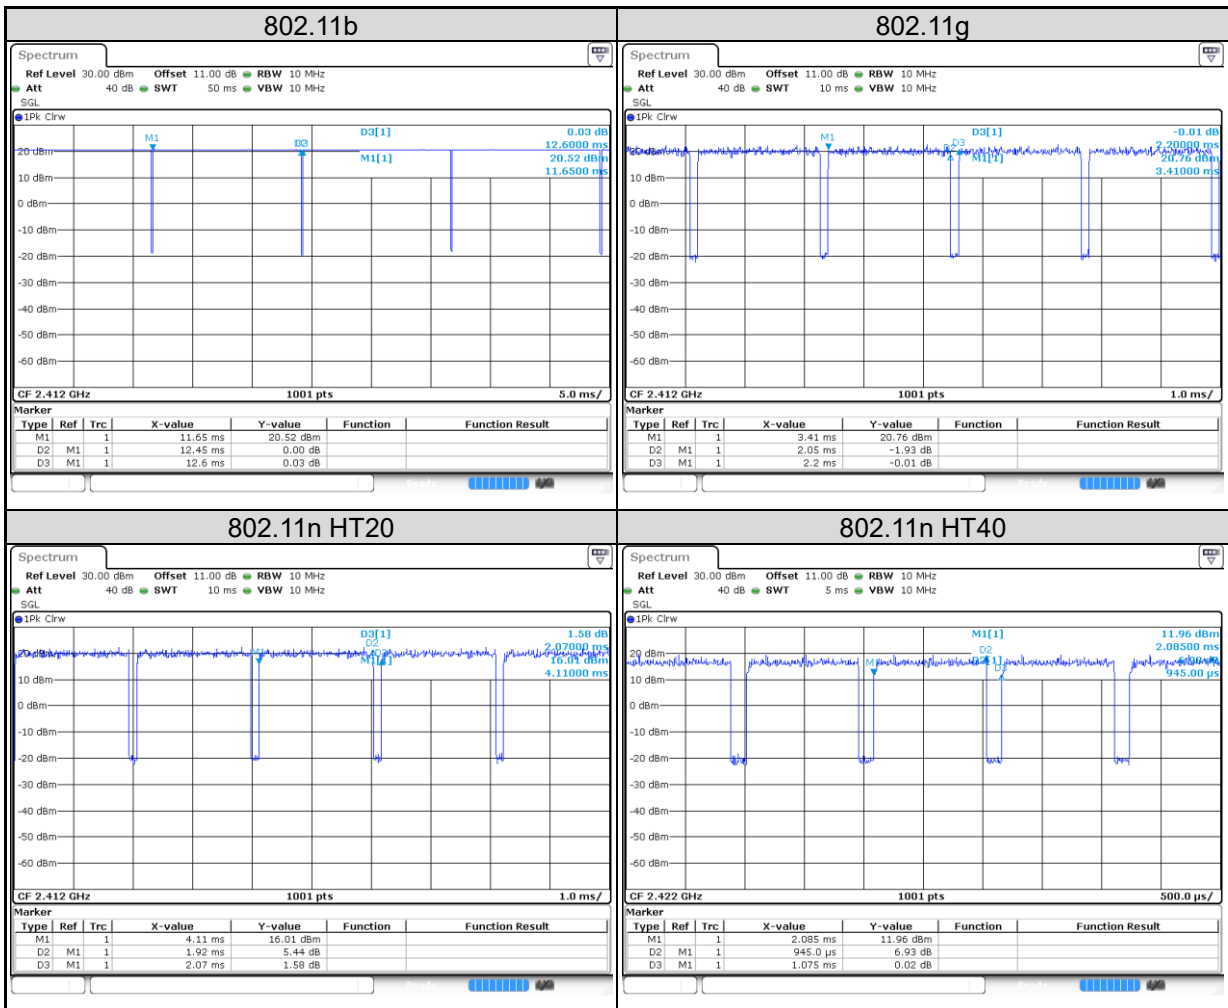 802.11b
Spectrum
Ref Level 30.00 dBm Offset 11.00 dB RBW 10 MHz
Att 40 dB SWT 50 ms VBW 10 MHz
SGL
1Pk Clrw
D3[1] 0.03 dB
12.6000 ms
M1[1] 20.52 dBm
11.6500 ms
M1
20 dBm
10 dBm
0 dBm
-10 dBm
-20 dBm
-30 dBm
-40 dBm
-50 dBm
-60 dBm
CF 2.412 GHz 1001 pts 5.0 ms/
Marker
Type Ref Trc X-value Y-value Function Function Result
M1 1 11.65 ms 20.52 dBm
D2 M1 1 12.45 ms 0.00 dB
D3 M1 1 12.6 ms 0.03 dB
802.11g
Spectrum
Ref Level 30.00 dBm Offset 11.00 dB RBW 10 MHz
Att 40 dB SWT 10 ms VBW 10 MHz
SGL
1Pk Clrw
D3[1] -0.01 dB
2.20000 ms
M1[1] 20.76 dBm
3.41000 ms
M1
D2
D3
20 dBm
10 dBm
0 dBm
-10 dBm
-20 dBm
-30 dBm
-40 dBm
-50 dBm
-60 dBm
CF 2.412 GHz 1001 pts 1.0 ms/
Marker
Type Ref Trc X-value Y-value Function Function Result
M1 1 3.41 ms 20.76 dBm
D2 M1 1 2.05 ms -1.93 dB
D3 M1 1 2.2 ms -0.01 dB
802.11n HT20
Spectrum
Ref Level 30.00 dBm Offset 11.00 dB RBW 10 MHz
Att 40 dB SWT 10 ms VBW 10 MHz
SGL
1Pk Clrw
D3[1] 1.58 dB
2.07000 ms
M1[1] 16.01 dBm
4.11000 ms
M1
D2
D3
20 dBm
10 dBm
0 dBm
-10 dBm
-20 dBm
-30 dBm
-40 dBm
-50 dBm
-60 dBm
CF 2.412 GHz 1001 pts 1.0 ms/
Marker
Type Ref Trc X-value Y-value Function Function Result
M1 1 4.11 ms 16.01 dBm
D2 M1 1 1.92 ms 5.44 dB
D3 M1 1 2.07 ms 1.58 dB
802.11n HT40
Spectrum
Ref Level 30.00 dBm Offset 11.00 dB RBW 10 MHz
Att 40 dB SWT 5 ms VBW 10 MHz
SGL
1Pk Clrw
M1[1] 11.96 dBm
2.08500 ms
D2[1]
945.00 µs
M1
D2
D3
20 dBm
10 dBm
0 dBm
-10 dBm
-20 dBm
-30 dBm
-40 dBm
-50 dBm
-60 dBm
CF 2.422 GHz 1001 pts 500.0 µs/
Marker
Type Ref Trc X-value Y-value Function Function Result
M1 1 2.085 ms 11.96 dBm
D2 M1 1 945.0 µs 6.93 dB
D3 M1 1 1.075 ms 0.02 dB